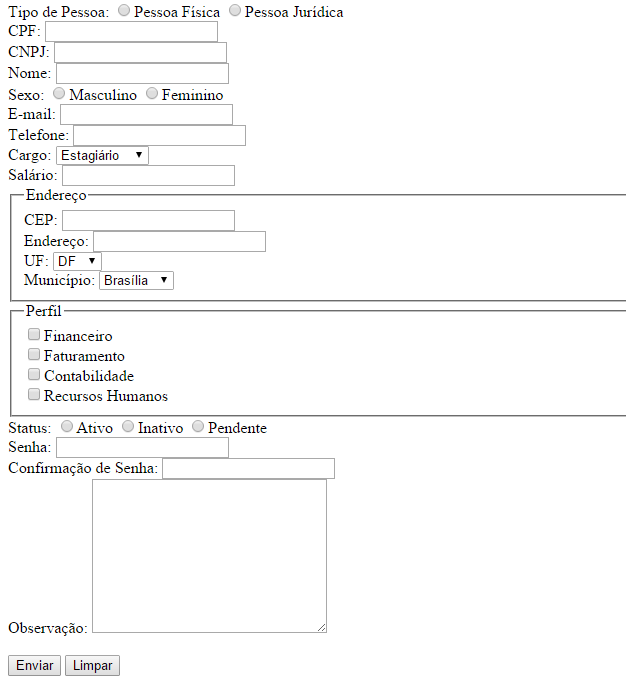 Tipo de Pessoa: Pessoa Física Pessoa Jurídica
CPF:
CNPJ:
Nome:
Sexo: Masculino Feminino
E-mail:
Telefone:
Cargo: Estagiário
Salário:
Endereço
CEP:
Endereço:
UF: DF
Município: Brasília
Perfil
Financeiro
Faturamento
Contabilidade
Recursos Humanos
Status: Ativo Inativo Pendente
Senha:
Confirmação de Senha:
Observação:
Enviar Limpar